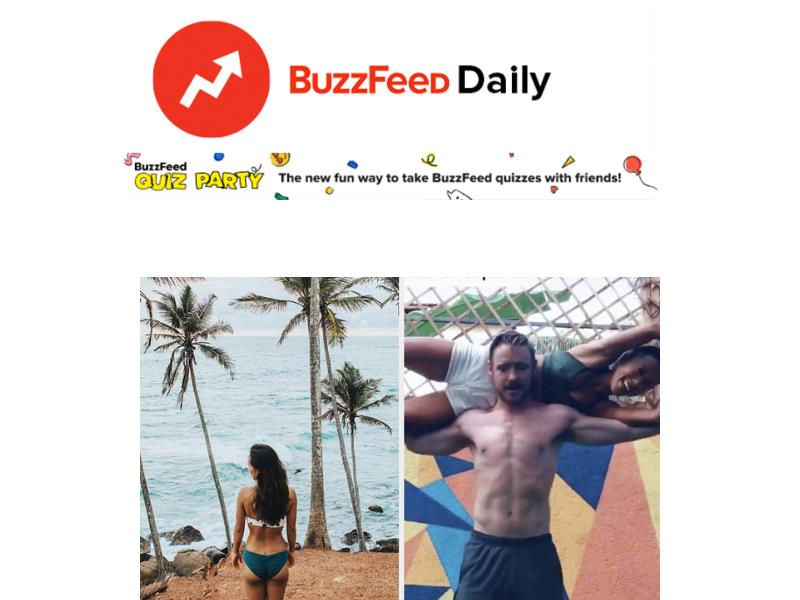 BuzzFeed Daily
BuzzFeed
QUIZ PARTY
The new fun way to take BuzzFeed quizzes with friends!